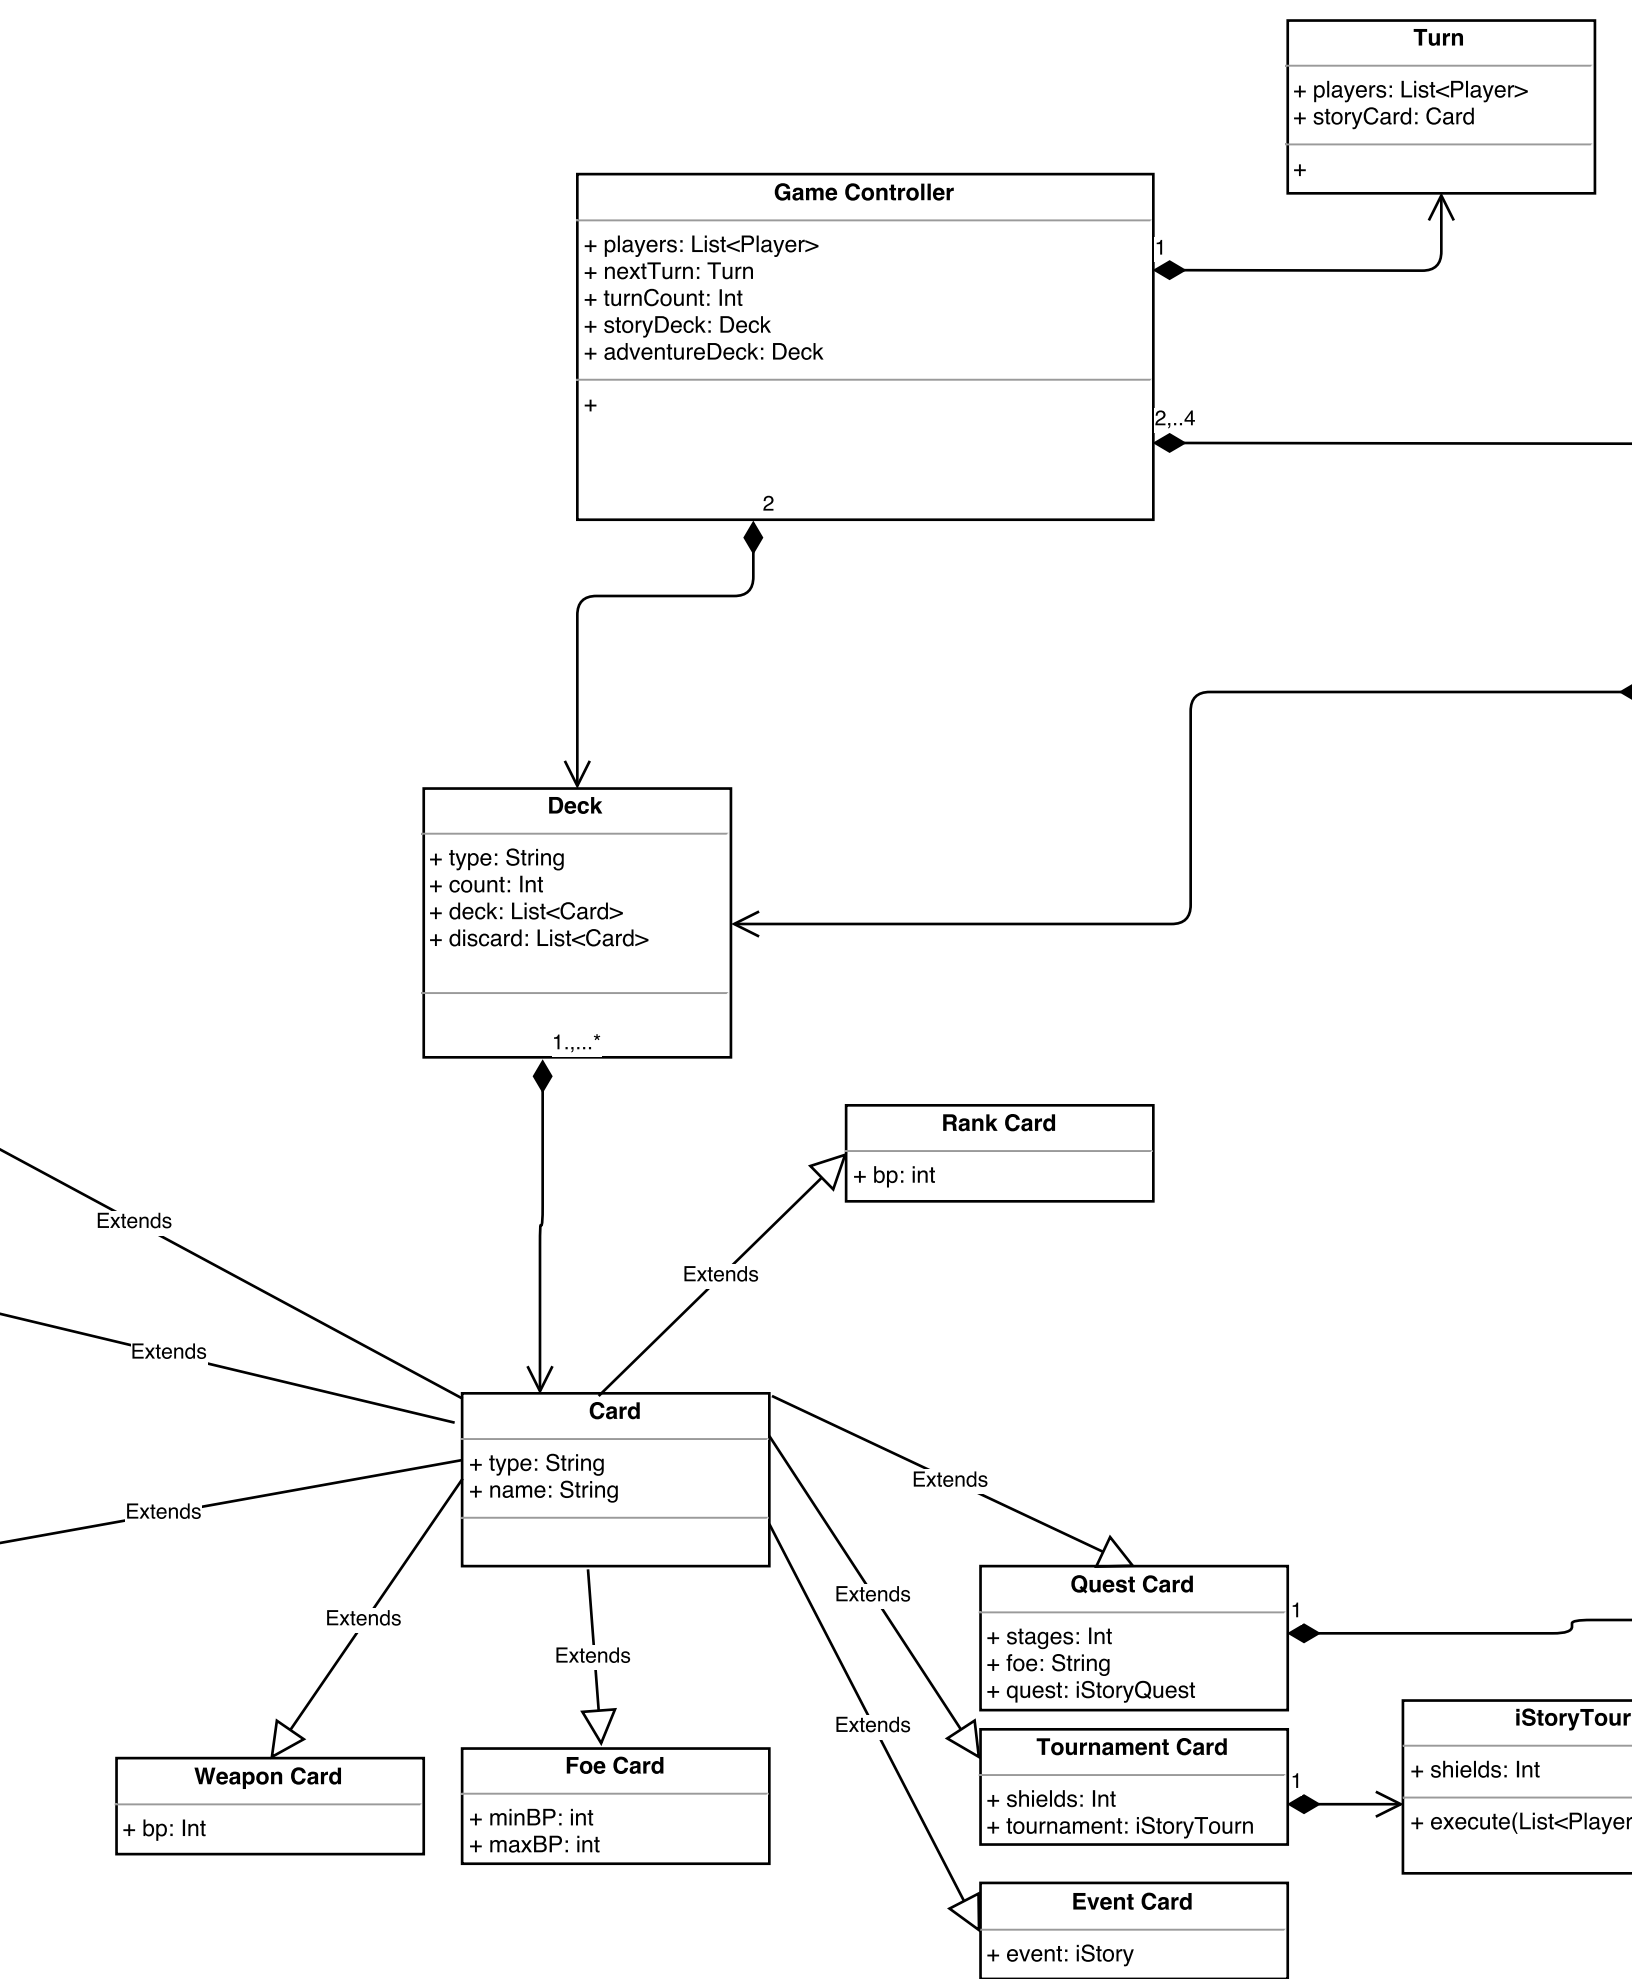 Turn
+ players: List<Player>
+ storyCard: Card
+
Game Controller
+ players: List<Player>
+ nextTurn: Turn
+ turnCount: Int
+ storyDeck: Deck
+ adventureDeck: Deck
+
1
2,..4
2
Deck
+ type: String
+ count: Int
+ deck: List<Card>
+ discard: List<Card>
1.,...*
Rank Card
+ bp: int
Extends
Extends
Extends
Extends
Card
+ type: String
+ name: String
Extends
Extends
Extends
Extends
Extends
Quest Card
+ stages: Int
+ foe: String
+ quest: iStoryQuest
1
Weapon Card
+ bp: Int
Foe Card
+ minBP: int
+ maxBP: int
Tournament Card
+ shields: Int
+ tournament: iStoryTourn
1
iStoryTour
+ shields: Int
+ execute(List<Player
Event Card
+ event: iStory